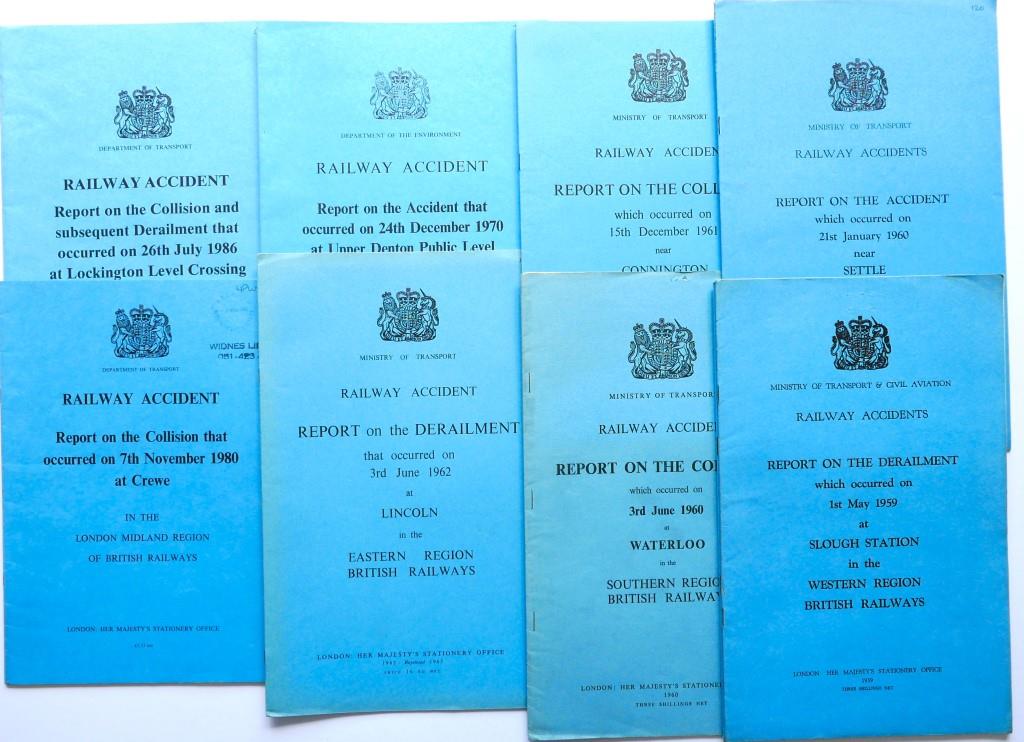 DEPARTMENT OF TRANSPORT
RAILWAY ACCIDENT
Report on the Collision and
subsequent Derailment that
occurred on 26th July 1986
at Lockington Level Crossing
DEPARTMENT OF THE ENVIRONMENT
RAILWAY ACCIDENT
Report on the Accident that
occurred on 24th December 1970
at Upper Denton Public Level
MINISTRY OF TRANSPORT
RAILWAY ACCIDEN
REPORT ON THE COLL
which occurred on
15th December 1961
near
CONNINGTON
120
MINISTRY OF TRANSPORT
RAILWAY ACCIDENTS
REPORT ON THE ACCIDENT
which occurred on
21st January 1960
near
SETTLE
WIDNES LI
051-423
DEPARTMENT OF TRANSPORT
RAILWAY ACCIDENT
Report on the Collision that
occurred on 7th November 1980
at Crewe
IN THE
LONDON MIDLAND REGION
OF BRITISH RAILWAYS
LONDON: HER MAJESTY'S STATIONERY OFFICE
MINISTRY OF TRANSPORT
RAILWAY ACCIDENT
REPORT on the DERAILMENT
that occurred on
3rd June 1962
at
LINCOLN
in the
EASTERN REGION
BRITISH RAILWAYS
LONDON: HER MAJESTY'S STATIONERY OFFICE
MINISTRY OF TRANSPOR
RAILWAY ACCIDE
REPORT ON THE CO
which occurred on
3rd June 1960
at
WATERLOO
in the
SOUTHERN REGIO
BRITISH RAILWAY
LONDON: HER MAJESTY'S STATIONE
1960
THREE SHILLINGS NET
MINISTRY OF TRANSPORT & CIVIL AVIATION
RAILWAY ACCIDENTS
REPORT ON THE DERAILMENT
which occurred on
1st May 1959
at
SLOUGH STATION
in the
WESTERN REGION
BRITISH RAILWAYS
LONDON HER MAJESTY'S STATIONERY OFFICE
1959
THREE SHILLINGS NET